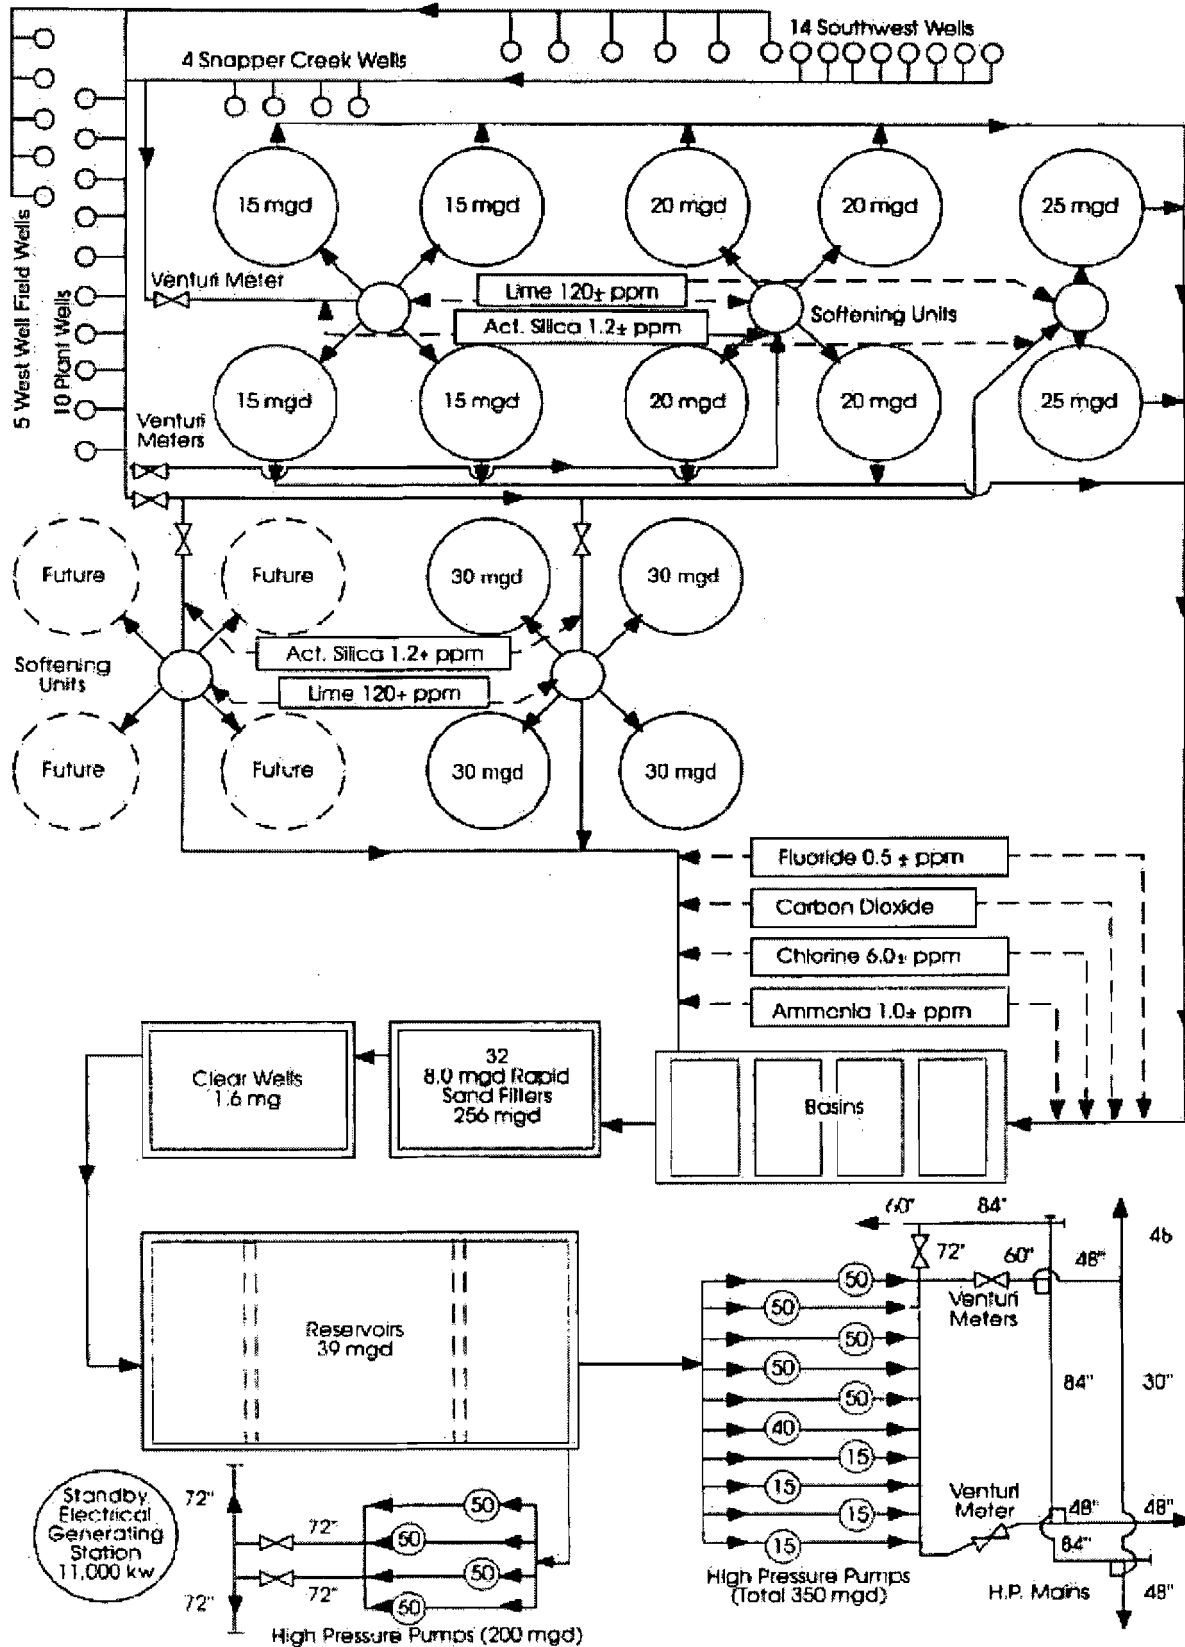 14 Southwest Wells
4 Snapper Creek Wells
5 West Well Field Wells
10 Plant Wells
15 mgd
15 mgd
20 mgd
20 mgd
25 mgd
Venturi Meter
Lime 120± ppm
Act. Silica 1.2± ppm
Softening Units
15 mgd
15 mgd
20 mgd
20 mgd
25 mgd
Venturi
Meters
Future
Future
30 mgd
30 mgd
Act. Silica 1.2+ ppm
Lime 120+ ppm
Softening
Units
Future
Future
30 mgd
30 mgd
Fluoride 0.5 ± ppm
Carbon Dioxide
Chlorine 6.0± ppm
Ammonia 1.0± ppm
Clear Wells
1.6 mg
32
8.0 mgd Rapid
Sand Filters
256 mgd
Basins
Reservoirs
39 mgd
60"
84"
72"
60"
48"
Venturi
Meters
50
50
50
50
50
40
15
15
15
15
84"
30"
Venturi
Meter
48"
48"
84"
48"
High Pressure Pumps
(Total 350 mgd)
H.P. Mains
Standby
Electrical
Generating
Station
11,000 kw
72"
72"
72"
72"
50
50
50
50
High Pressure Pumps (200 mgd)